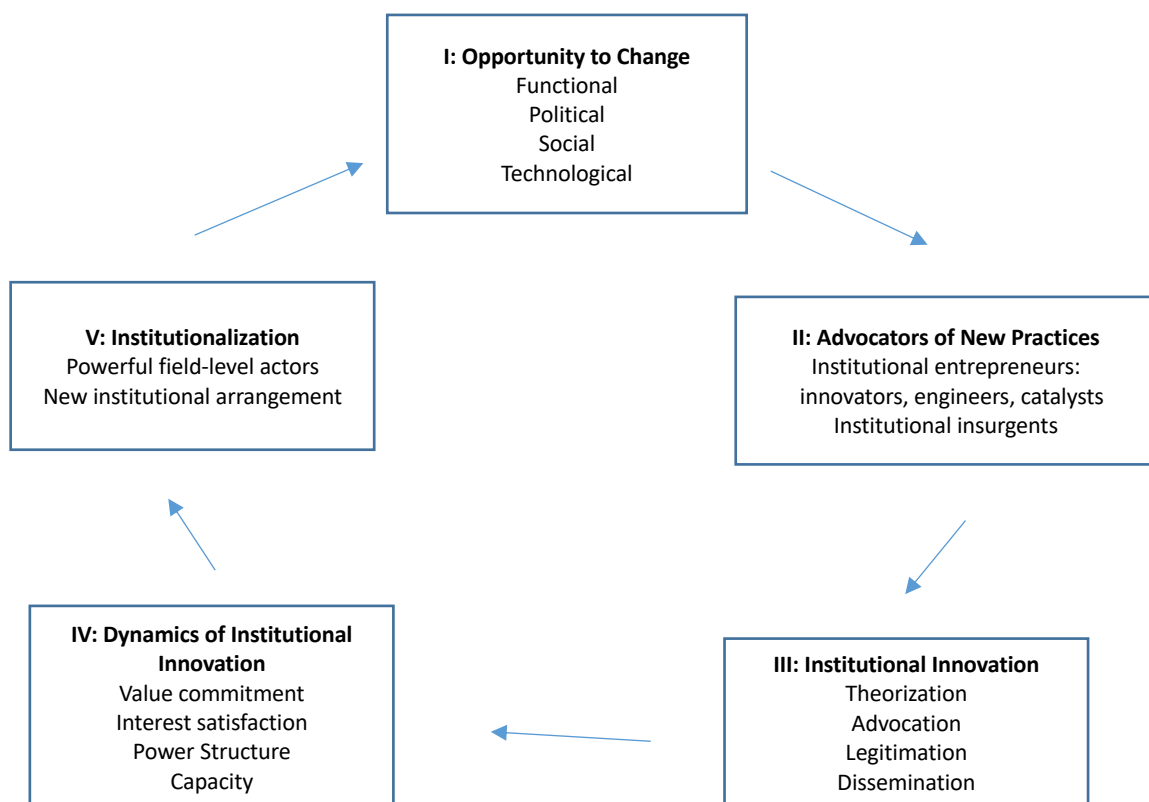 I: Opportunity to Change
Functional
Political
Social
Technological
II: Advocators of New Practices
Institutional entrepreneurs:
innovators, engineers, catalysts
Institutional insurgents
III: Institutional Innovation
Theorization
Advocation
Legitimation
Dissemination
IV: Dynamics of Institutional
Innovation
Value commitment
Interest satisfaction
Power Structure
Capacity
V: Institutionalization
Powerful field-level actors
New institutional arrangement